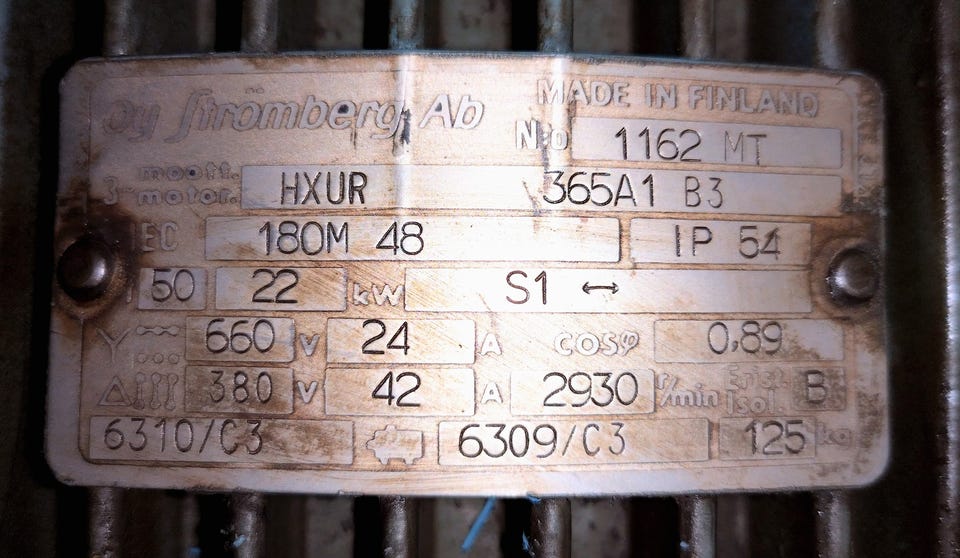 Oy Strömberg Ab MADE IN FINLAND
No 1162 MT
3~ moott. motor. HXUR 365A1 B3
EC 180M 48 IP 54
50 22 kW S1 ↔
Y 660 V 24 A cosφ 0,89
Δ 380 V 42 A 2930 r/min Erist. Isol. B
6310/C3 6309/C3 125 kg